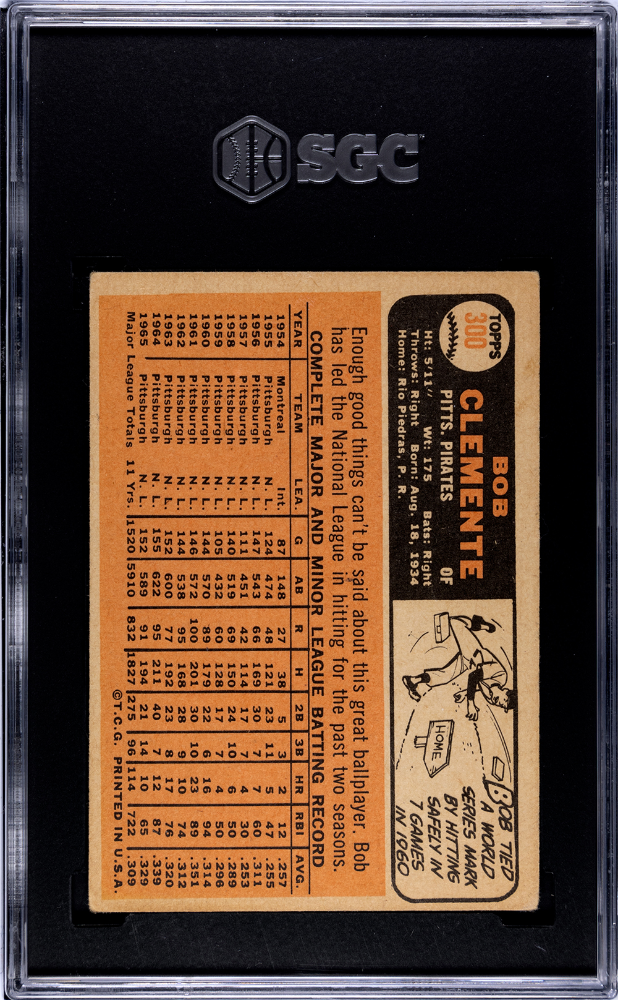 SGC
TOPPS
300
BOB
CLEMENTE
OF
PITTS. PIRATES
Ht: 5'11" Wt: 175 Bats: Right
Throws: Right Born: Aug. 18, 1934
Home: Rio Piedras, P. R.
HOME
BOB TIED
A WORLD
SERIES MARK
BY HITTING
SAFELY IN
7 GAMES
IN 1960
Enough good things can't be said about this great ballplayer. Bob
has led the National League in hitting for the past two seasons.
COMPLETE MAJOR AND MINOR LEAGUE BATTING RECORD
YEAR TEAM LEA. G AB R H 2B 3B HR RBI AVG.
1954 Montreal Int. 87 148 27 38 5 3 2 12 .257
1955 Pittsburgh N. L. 124 474 48 121 23 11 5 47 .255
1956 Pittsburgh N. L. 147 543 66 169 30 7 7 60 .311
1957 Pittsburgh N. L. 111 451 42 114 17 7 4 30 .253
1958 Pittsburgh N. L. 140 519 69 150 24 10 6 50 .289
1959 Pittsburgh N. L. 105 432 60 128 17 7 4 50 .296
1960 Pittsburgh N. L. 144 570 89 179 22 6 16 94 .314
1961 Pittsburgh N. L. 146 572 100 201 30 10 23 89 .351
1962 Pittsburgh N. L. 144 538 95 168 28 9 10 74 .312
1963 Pittsburgh N. L. 152 600 77 192 23 8 17 76 .320
1964 Pittsburgh N. L. 155 622 95 211 40 7 12 87 .339
1965 Pittsburgh N. L. 152 589 91 194 21 14 10 65 .329
Major League Totals 11 Yrs. 1520 5910 832 1827 275 96 114 722 .309
©T.C.G. PRINTED IN U.S.A.